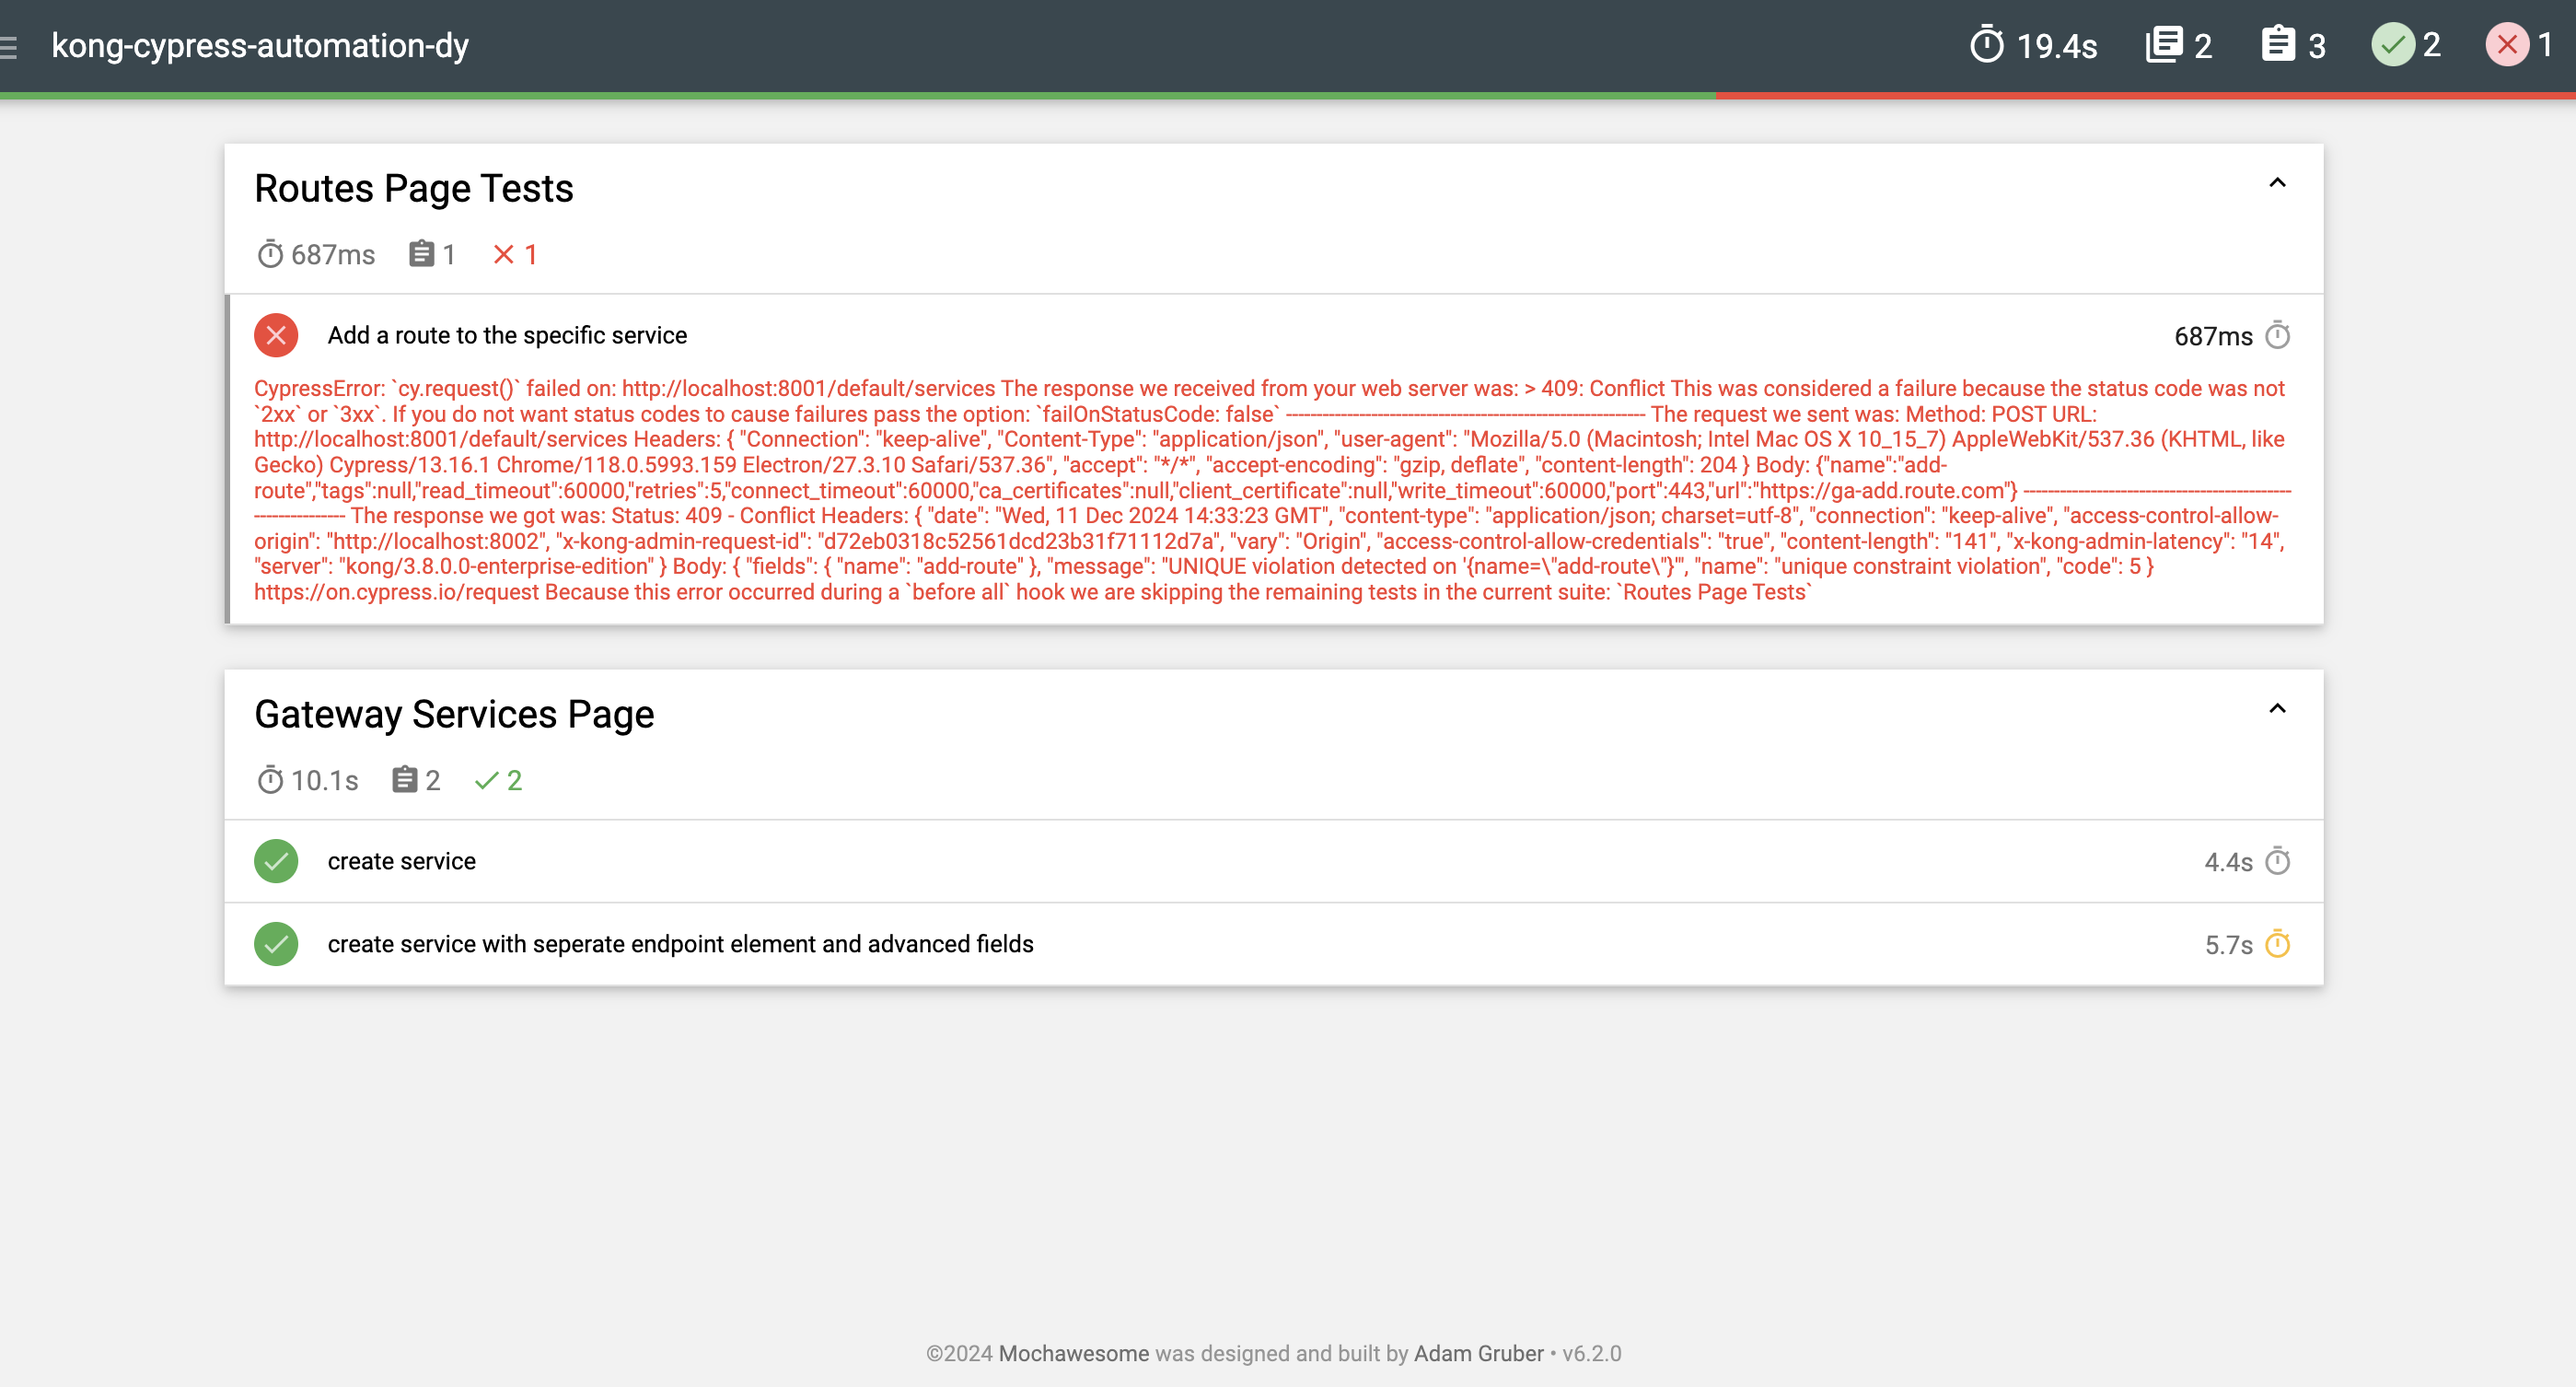 kong-cypress-automation-dy
19.4s 2 3 2 1
Routes Page Tests
687ms 1 1
Add a route to the specific service 687ms
CypressError: `cy.request()` failed on: http://localhost:8001/default/services The response we received from your web server was: > 409: Conflict This was considered a failure because the status code was not
`2xx` or `3xx`. If you do not want status codes to cause failures pass the option: `failOnStatusCode: false` ----------------------------------------------------------- The request we sent was: Method: POST URL:
http://localhost:8001/default/services Headers: { "Connection": "keep-alive", "Content-Type": "application/json", "user-agent": "Mozilla/5.0 (Macintosh; Intel Mac OS X 10_15_7) AppleWebKit/537.36 (KHTML, like
Gecko) Cypress/13.16.1 Chrome/118.0.5993.159 Electron/27.3.10 Safari/537.36", "accept": "*/*", "accept-encoding": "gzip, deflate", "content-length": 204 } Body: {"name":"add-
route","tags":null,"read_timeout":60000,"retries":5,"connect_timeout":60000,"ca_certificates":null,"client_certificate":null,"write_timeout":60000,"port":443,"url":"https://ga-add.route.com"} --------------------------------------------
--------------- The response we got was: Status: 409 - Conflict Headers: { "date": "Wed, 11 Dec 2024 14:33:23 GMT", "content-type": "application/json; charset=utf-8", "connection": "keep-alive", "access-control-allow-
origin": "http://localhost:8002", "x-kong-admin-request-id": "d72eb0318c52561dcd23b31f71112d7a", "vary": "Origin", "access-control-allow-credentials": "true", "content-length": "141", "x-kong-admin-latency": "14",
"server": "kong/3.8.0.0-enterprise-edition" } Body: { "fields": { "name": "add-route" }, "message": "UNIQUE violation detected on '{name=\"add-route\"}'", "name": "unique constraint violation", "code": 5 }
https://on.cypress.io/request Because this error occurred during a `before all` hook we are skipping the remaining tests in the current suite: `Routes Page Tests`
Gateway Services Page
10.1s 2 2
create service 4.4s
create service with seperate endpoint element and advanced fields 5.7s
©2024 Mochawesome was designed and built by Adam Gruber • v6.2.0